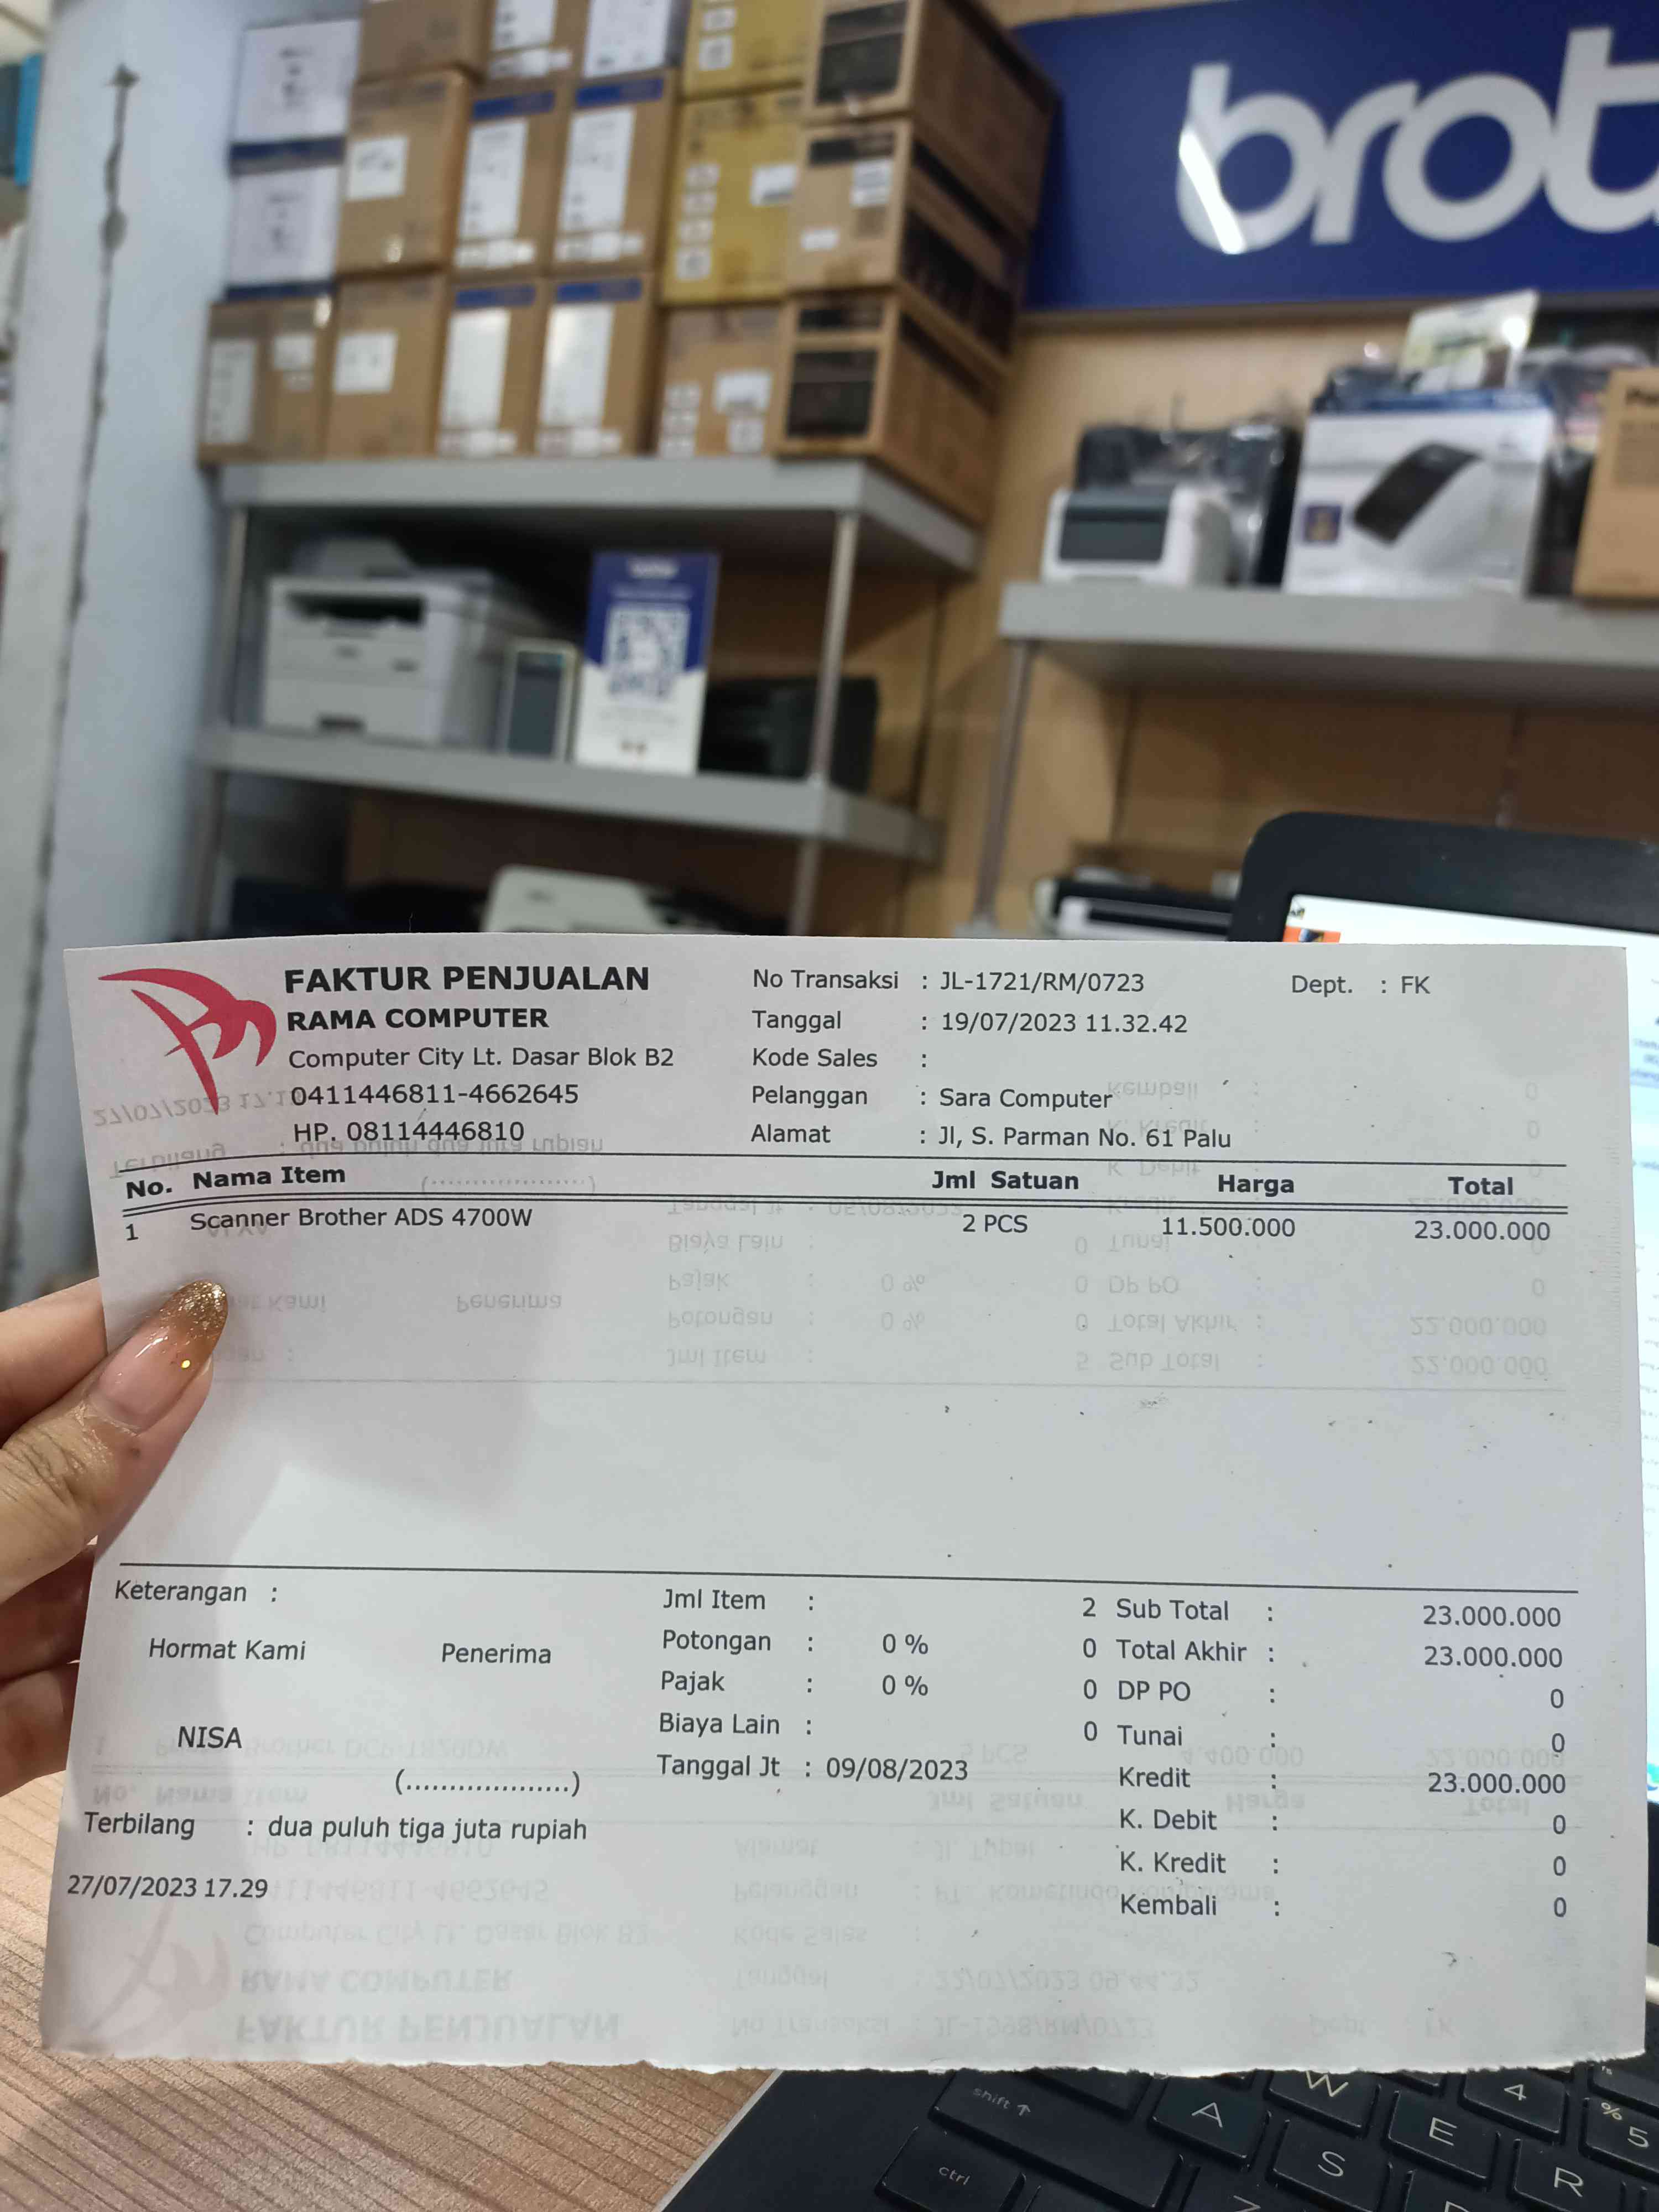 brot
FAKTUR PENJUALAN
RAMA COMPUTER
Computer City Lt. Dasar Blok B2
0411446811-4662645
HP. 08114446810
No Transaksi : JL-1721/RM/0723
Tanggal : 19/07/2023 11.32.42
Kode Sales :
Pelanggan : Sara Computer
Alamat : Jl, S. Parman No. 61 Palu
Dept. : FK
No. Nama Item Jml Satuan Harga Total
1 Scanner Brother ADS 4700W 2 PCS 11.500.000 23.000.000
Keterangan :
Hormat Kami Penerima
NISA
(...................)
Terbilang : dua puluh tiga juta rupiah
27/07/2023 17.29
Jml Item : 2
Potongan : 0 % 0
Pajak : 0 % 0
Biaya Lain : 0
Tanggal Jt : 09/08/2023
Sub Total : 23.000.000
Total Akhir : 23.000.000
DP PO : 0
Tunai : 0
Kredit : 23.000.000
K. Debit : 0
K. Kredit : 0
Kembali : 0
shift
W
4
%
5
A
E
S
R
ctrl